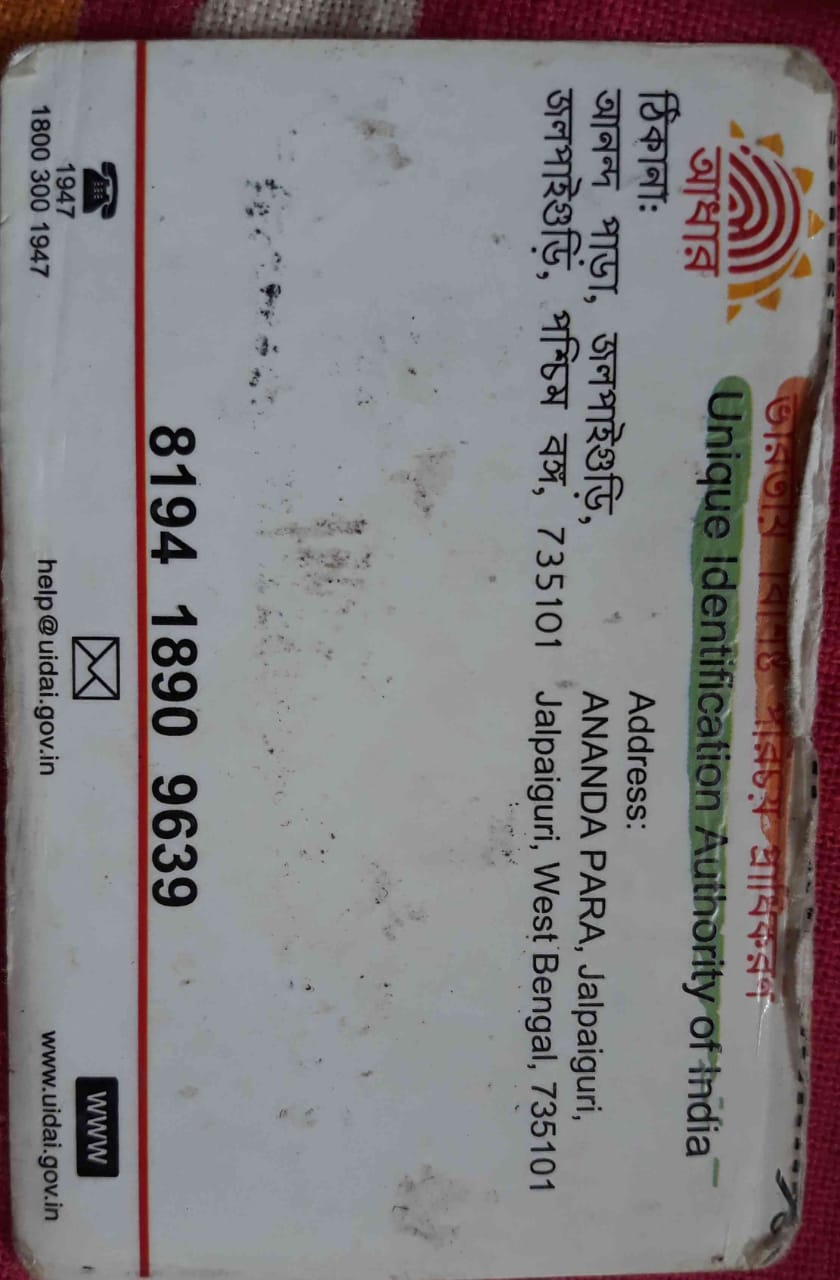 ভারতীয় বিশিষ্ট পরিচয় প্রাধিকরণ
Unique Identification Authority of India
আধার
ঠিকানা:
আনন্দ পাড়া, জলপাইগুড়ি,
জলপাইগুড়ি, পশ্চিম বঙ্গ, 735101
Address:
ANANDA PARA, Jalpaiguri,
Jalpaiguri, West Bengal, 735101
8194 1890 9639
1947
1800 300 1947
help@uidai.gov.in
www
www.uidai.gov.in